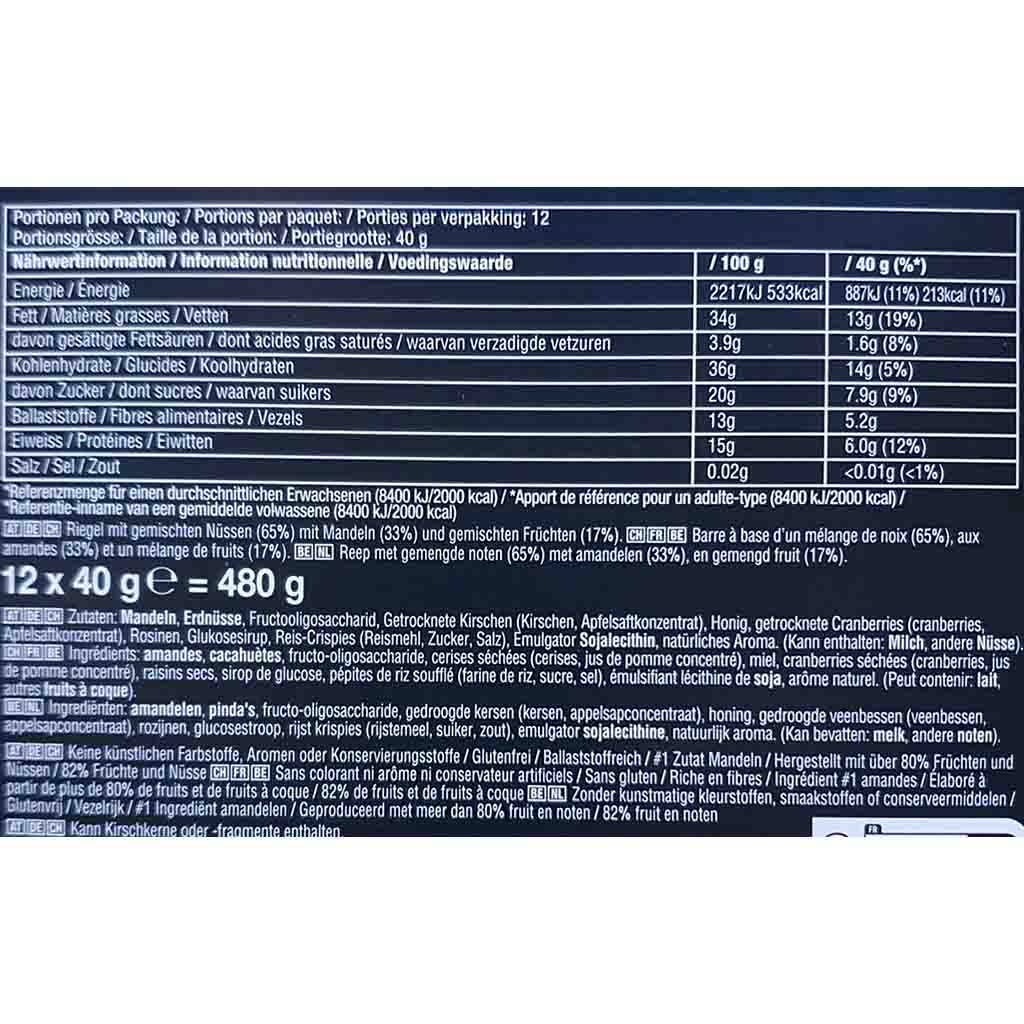 Portionen pro Packung: / Portions par paquet: / Porties per verpakking: 12
Portionsgrösse: / Taille de la portion: / Portiegrootte: 40 g
Nährwertinformation / Information nutritionnelle / Voedingswaarde / 100 g / 40 g (%*)
Energie / Énergie 2217kJ 533kcal 887kJ (11%) 213kcal (11%)
Fett / Matières grasses / Vetten 34g 13g (19%)
davon gesättigte Fettsäuren / dont acides gras saturés / waarvan verzadigde vetzuren 3.9g 1.6g (8%)
Kohlenhydrate / Glucides / Koolhydraten 36g 14g (5%)
davon Zucker / dont sucres / waarvan suikers 20g 7.9g (9%)
Ballaststoffe / Fibres alimentaires / Vezels 13g 5.2g
Eiweiss / Protéines / Eiwitten 15g 6.0g (12%)
Salz / Sel / Zout 0.02g <0.01g (<1%)
*Referenzmenge für einen durchschnittlichen Erwachsenen (8400 kJ/2000 kcal) / *Apport de référence pour un adulte-type (8400 kJ/2000 kcal) /
*Referentie-inname van een gemiddelde volwassene (8400 kJ/2000 kcal)
AT DE CH Riegel mit gemischten Nüssen (65%) mit Mandeln (33%) und gemischten Früchten (17%). CH FR BE Barre à base d'un mélange de noix (65%), aux
amandes (33%) et un mélange de fruits (17%). BE NL Reep met gemengde noten (65%) met amandelen (33%), en gemengd fruit (17%).
12 x 40 g e = 480 g
AT DE CH Zutaten: Mandeln, Erdnüsse, Fructooligosaccharid, Getrocknete Kirschen (Kirschen, Apfelsaftkonzentrat), Honig, getrocknete Cranberries (cranberries,
Apfelsaftkonzentrat), Rosinen, Glukosesirup, Reis-Crispies (Reismehl, Zucker, Salz), Emulgator Sojalecithin, natürliches Aroma. (Kann enthalten: Milch, andere Nüsse).
CH FR BE Ingrédients: amandes, cacahuètes, fructo-oligosaccharide, cerises séchées (cerises, jus de pomme concentré), miel, cranberries séchées (cranberries, jus
de pomme concentré), raisins secs, sirop de glucose, pépites de riz soufflé (farine de riz, sucre, sel), émulsifiant lécithine de soja, arôme naturel. (Peut contenir: lait,
autres fruits à coque).
BE NL Ingrediënten: amandelen, pinda's, fructo-oligosaccharide, gedroogde kersen (kersen, appelsapconcentraat), honing, gedroogde veenbessen (veenbessen,
appelsapconcentraat), rozijnen, glucosestroop, rijst krispies (rijstemeel, suiker, zout), emulgator sojalecithine, natuurlijk aroma. (Kan bevatten: melk, andere noten).
AT DE CH Keine künstlichen Farbstoffe, Aromen oder Konservierungsstoffe / Glutenfrei / Ballaststoffreich / #1 Zutat Mandeln / Hergestellt mit über 80% Früchten und
Nüssen / 82% Früchte und Nüsse CH FR BE Sans colorant ni arôme ni conservateur artificiels / Sans gluten / Riche en fibres / Ingrédient #1 amandes / Élaboré à
partir de plus de 80% de fruits et de fruits à coque / 82% de fruits et de fruits à coque BE NL Zonder kunstmatige kleurstoffen, smaakstoffen of conserveermiddelen /
Glutenvrij / Vezelrijk / #1 Ingrediënt amandelen / Geproduceerd met meer dan 80% fruit en noten / 82% fruit en noten
AT DE CH Kann Kirschkerne oder -fragmente enthalten.
FR